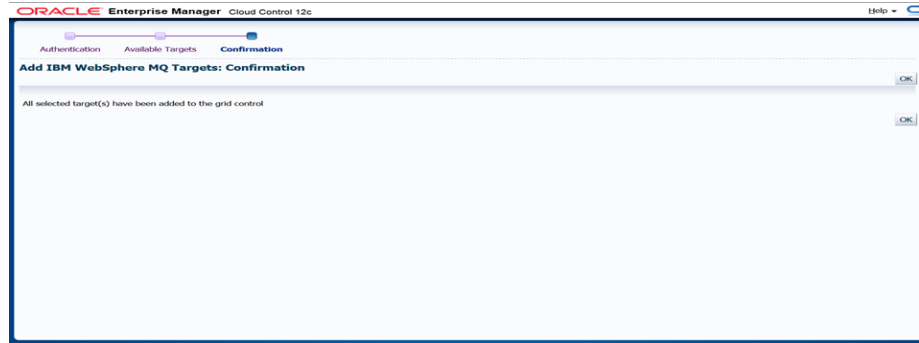 ORACLE Enterprise Manager Cloud Control 12c
Help
Authentication Available Targets Confirmation
Add IBM WebSphere MQ Targets: Confirmation
OK
All selected target(s) have been added to the grid control
OK